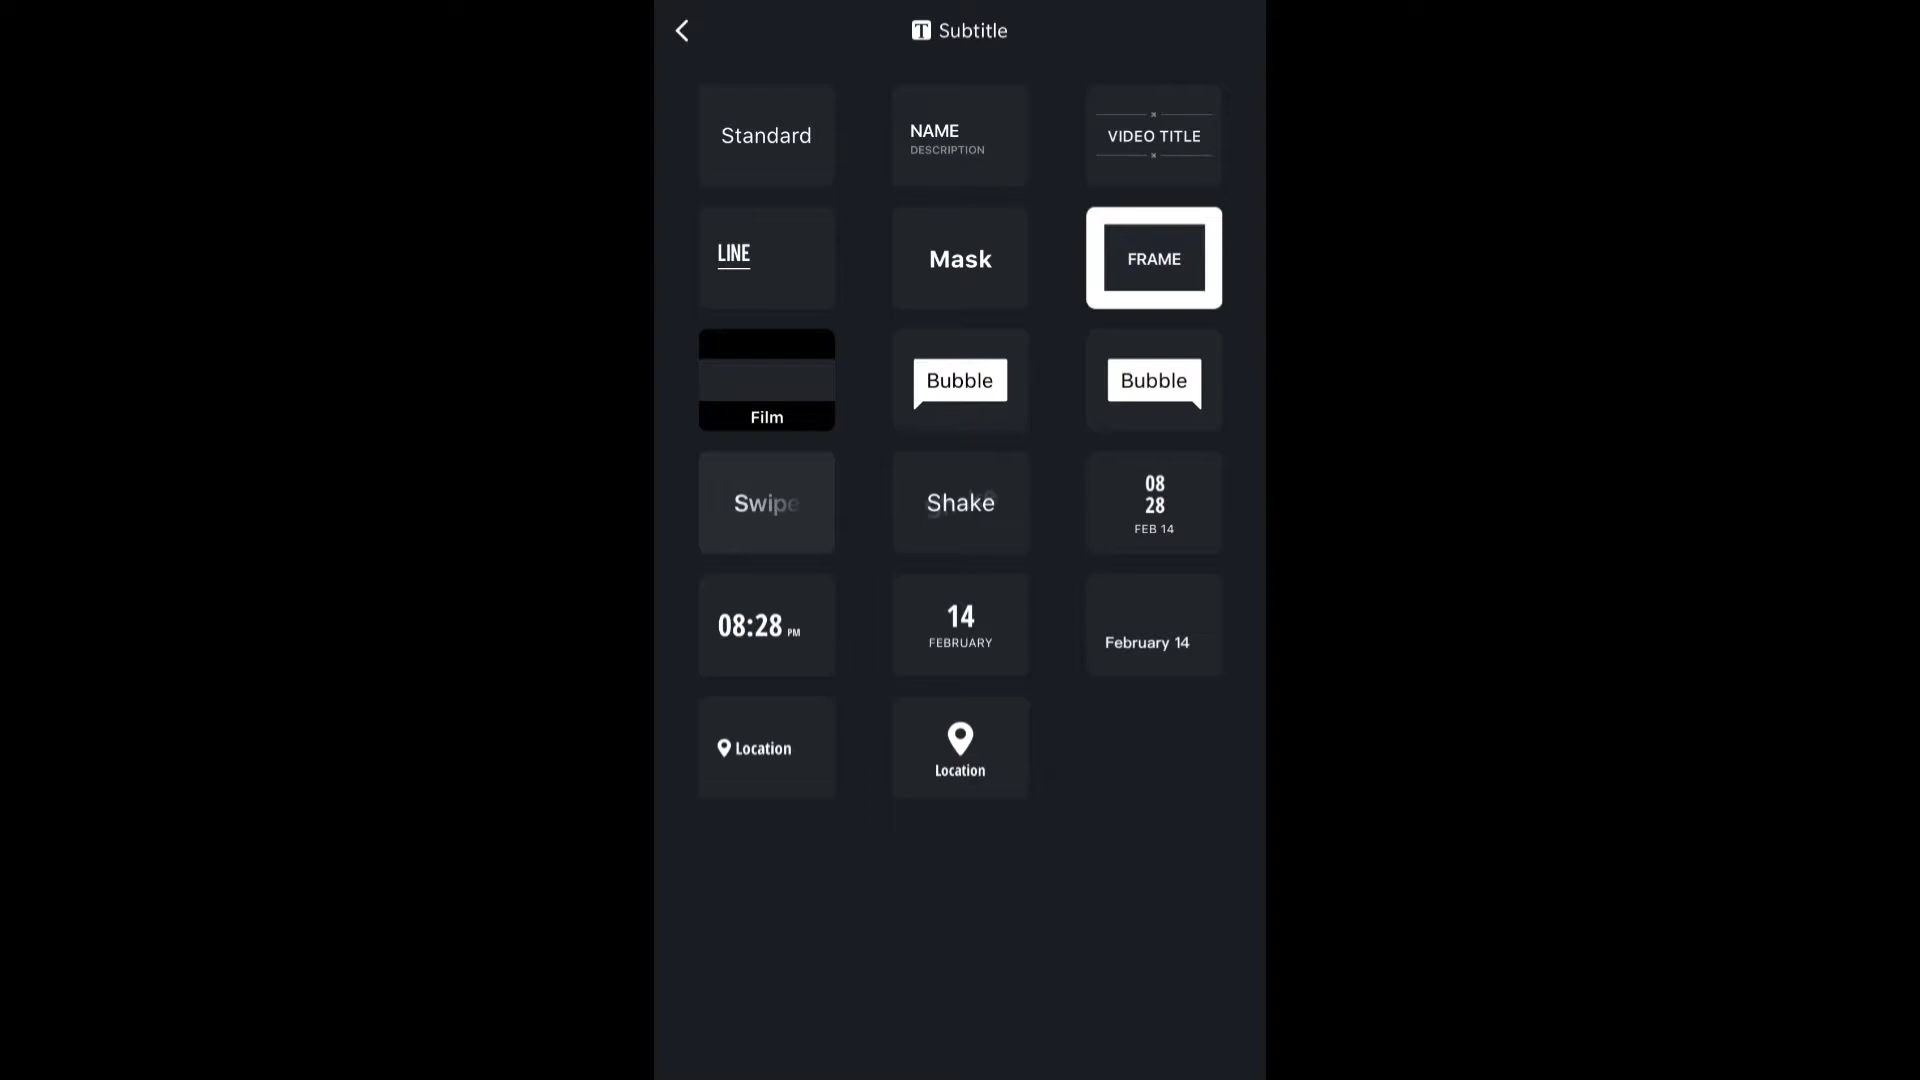 T Subtitle
Standard
NAME
DESCRIPTION
VIDEO TITLE
LINE
Mask
FRAME
Film
Bubble
Bubble
Swipe
Shake
08
28
FEB 14
08:28 PM
14
FEBRUARY
February 14
Location
Location